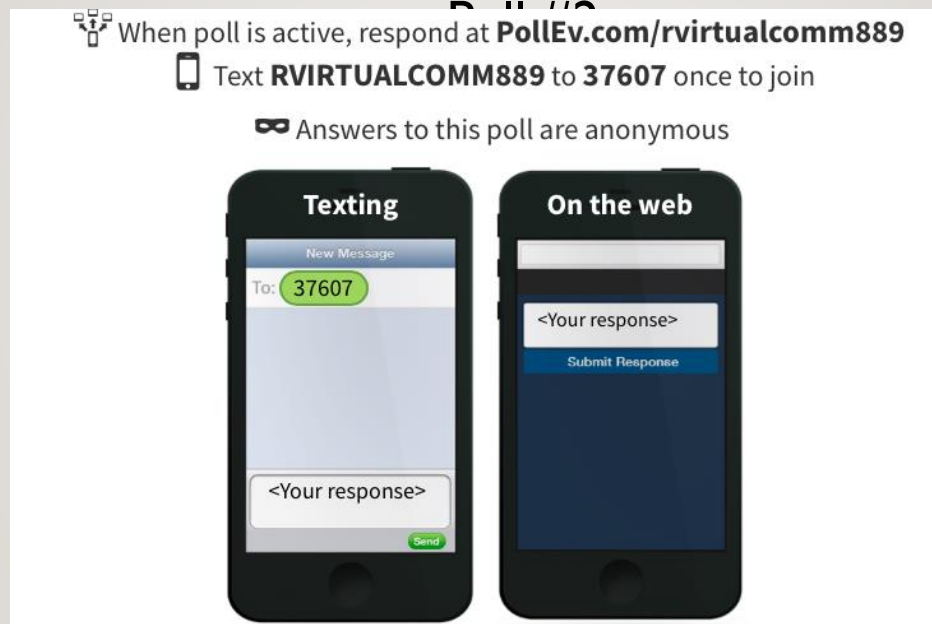 When poll is active, respond at PollEv.com/rvirtualcomm889
Text RVIRTUALCOMM889 to 37607 once to join
Answers to this poll are anonymous
Texting
New Message
To: 37607
<Your response>
Send
On the web
<Your response>
Submit Response